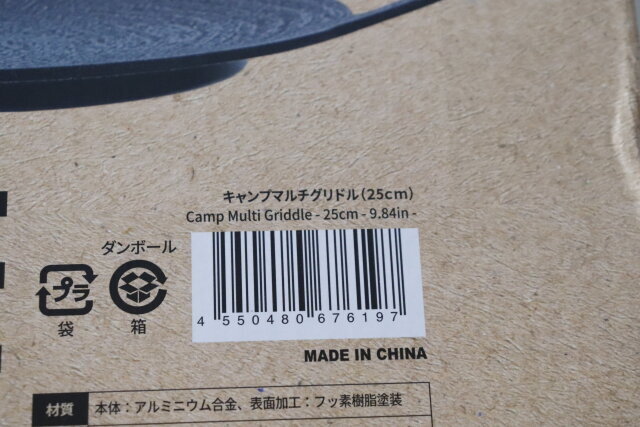 キャンプマルチグリドル(25cm)
Camp Multi Griddle - 25cm - 9.84in -
ダンボール
プラ
袋
箱
4 550480 676197
MADE IN CHINA
材質
本体：アルミニウム合金、表面加工：フッ素樹脂塗装